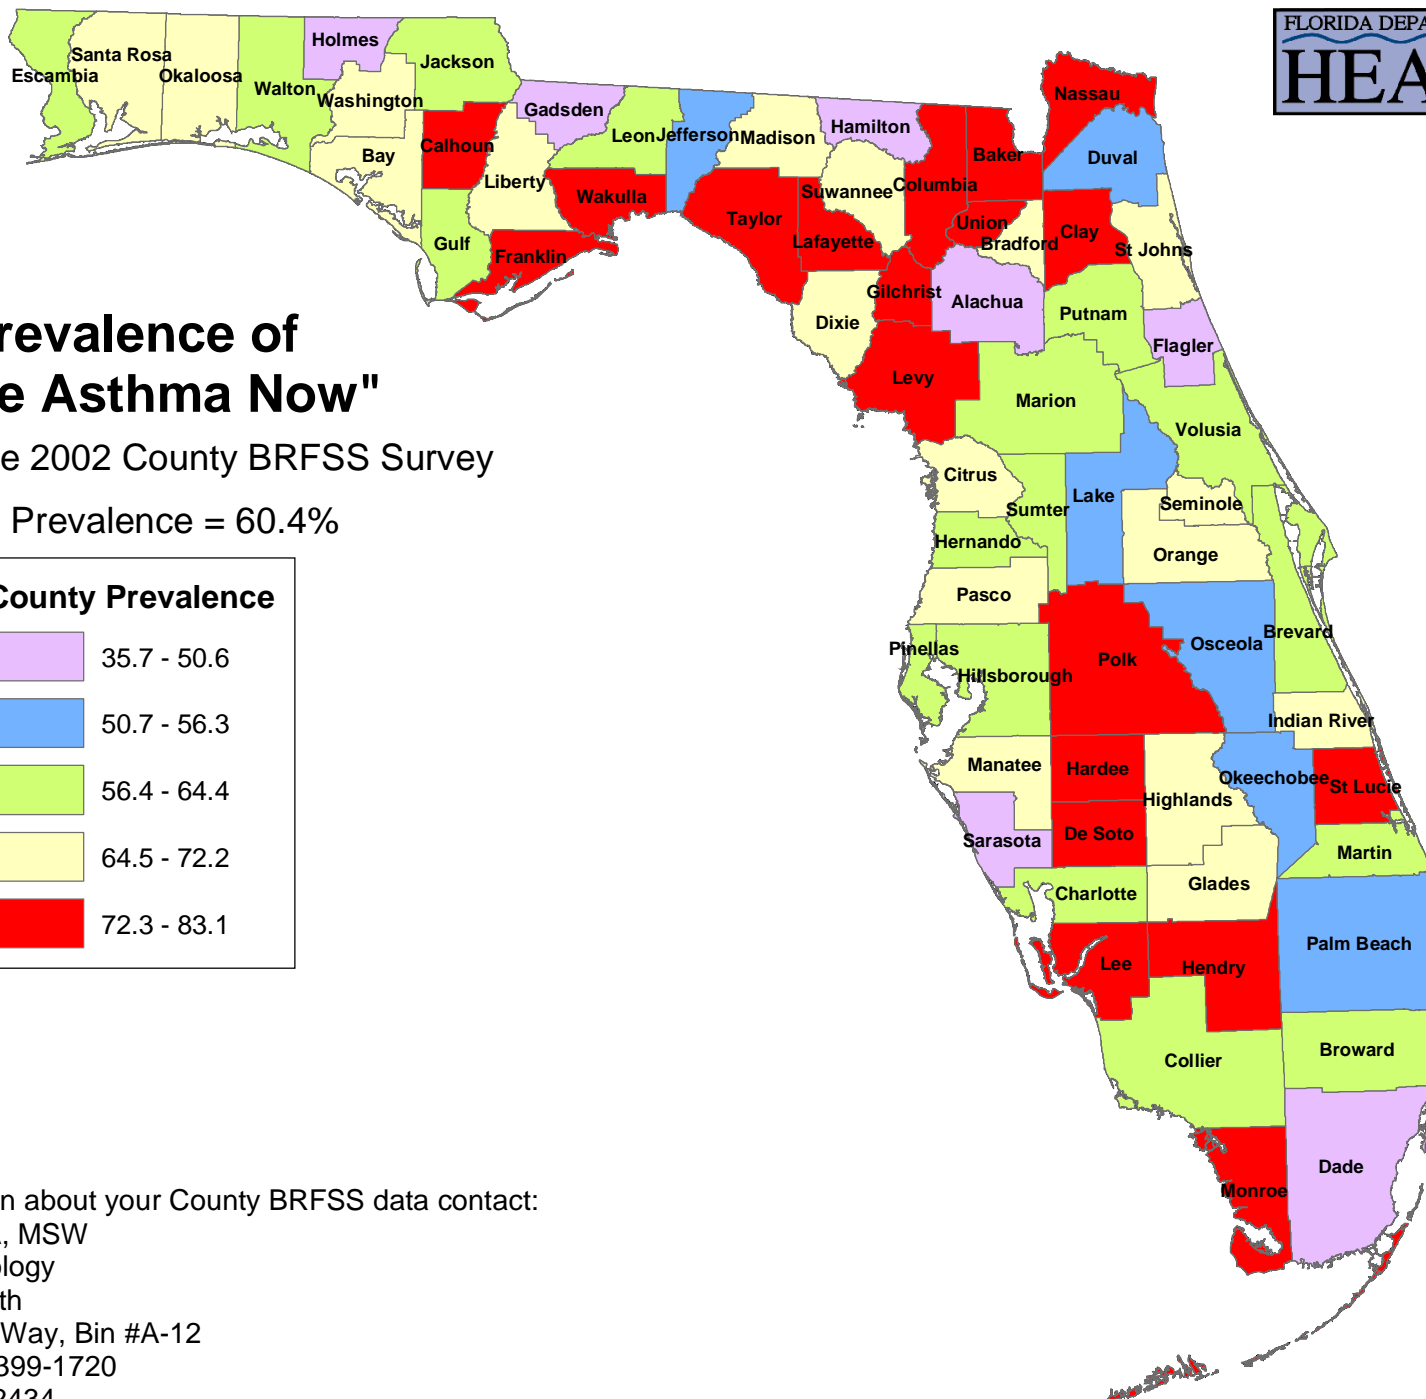 FLORIDA DEPA
HEA
Escambia
Santa Rosa
Okaloosa
Walton
Holmes
Washington
Jackson
Bay
Calhoun
Gulf
Gadsden
Liberty
Franklin
Leon
Wakulla
Jefferson
Madison
Taylor
Hamilton
Suwannee
Lafayette
Columbia
Baker
Nassau
Duval
Union
Bradford
Clay
St Johns
Dixie
Gilchrist
Alachua
Putnam
Flagler
Levy
Marion
Volusia
Citrus
Sumter
Lake
Seminole
Hernando
Orange
Pasco
Pinellas
Hillsborough
Polk
Osceola
Brevard
Indian River
Manatee
Hardee
Highlands
Okeechobee
St Lucie
Sarasota
De Soto
Martin
Charlotte
Glades
Lee
Hendry
Palm Beach
Collier
Broward
Monroe
Dade
revalence of
e Asthma Now"
e 2002 County BRFSS Survey
Prevalence = 60.4%
County Prevalence
35.7 - 50.6
50.7 - 56.3
56.4 - 64.4
64.5 - 72.2
72.3 - 83.1
n about your County BRFSS data contact:
, MSW
ology
th
Way, Bin #A-12
399-1720
2434